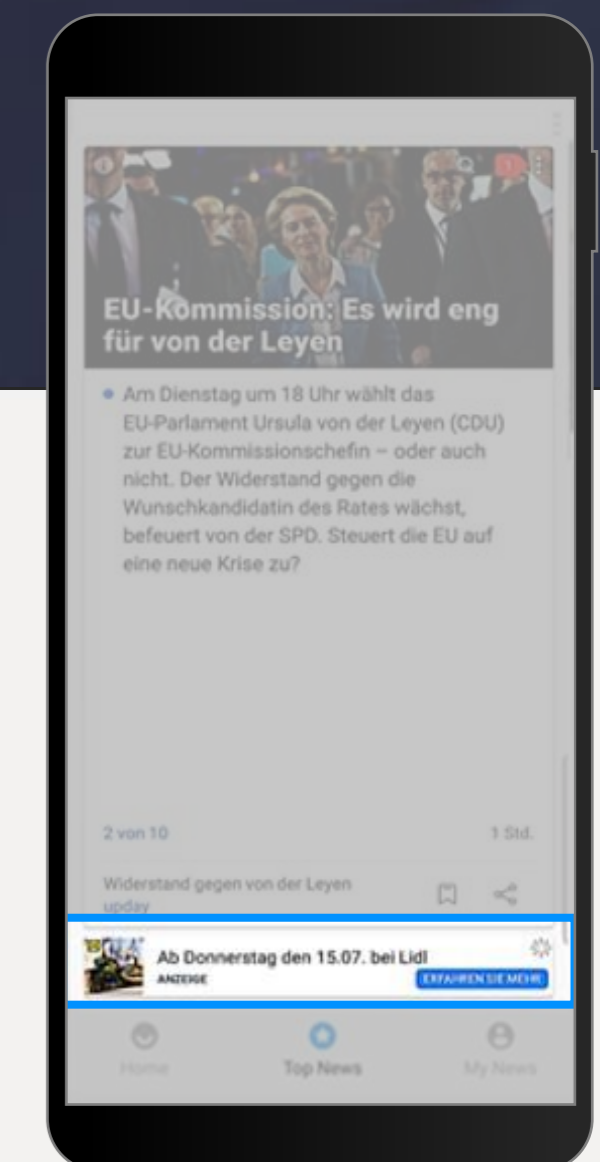 EU-Kommission: Es wird eng
für von der Leyen
Am Dienstag um 18 Uhr wählt das
EU-Parlament Ursula von der Leyen (CDU)
zur EU-Kommissionschefin – oder auch
nicht. Der Widerstand gegen die
Wunschkandidatin des Rates wächst,
befeuert von der SPD. Steuert die EU auf
eine neue Krise zu?
2 von 10
1 Std.
Widerstand gegen von der Leyen
upday
Ab Donnerstag den 15.07. bei Lidl
ANZEIGE
ERFAHREN SIE MEHR
Home
Top News
My News